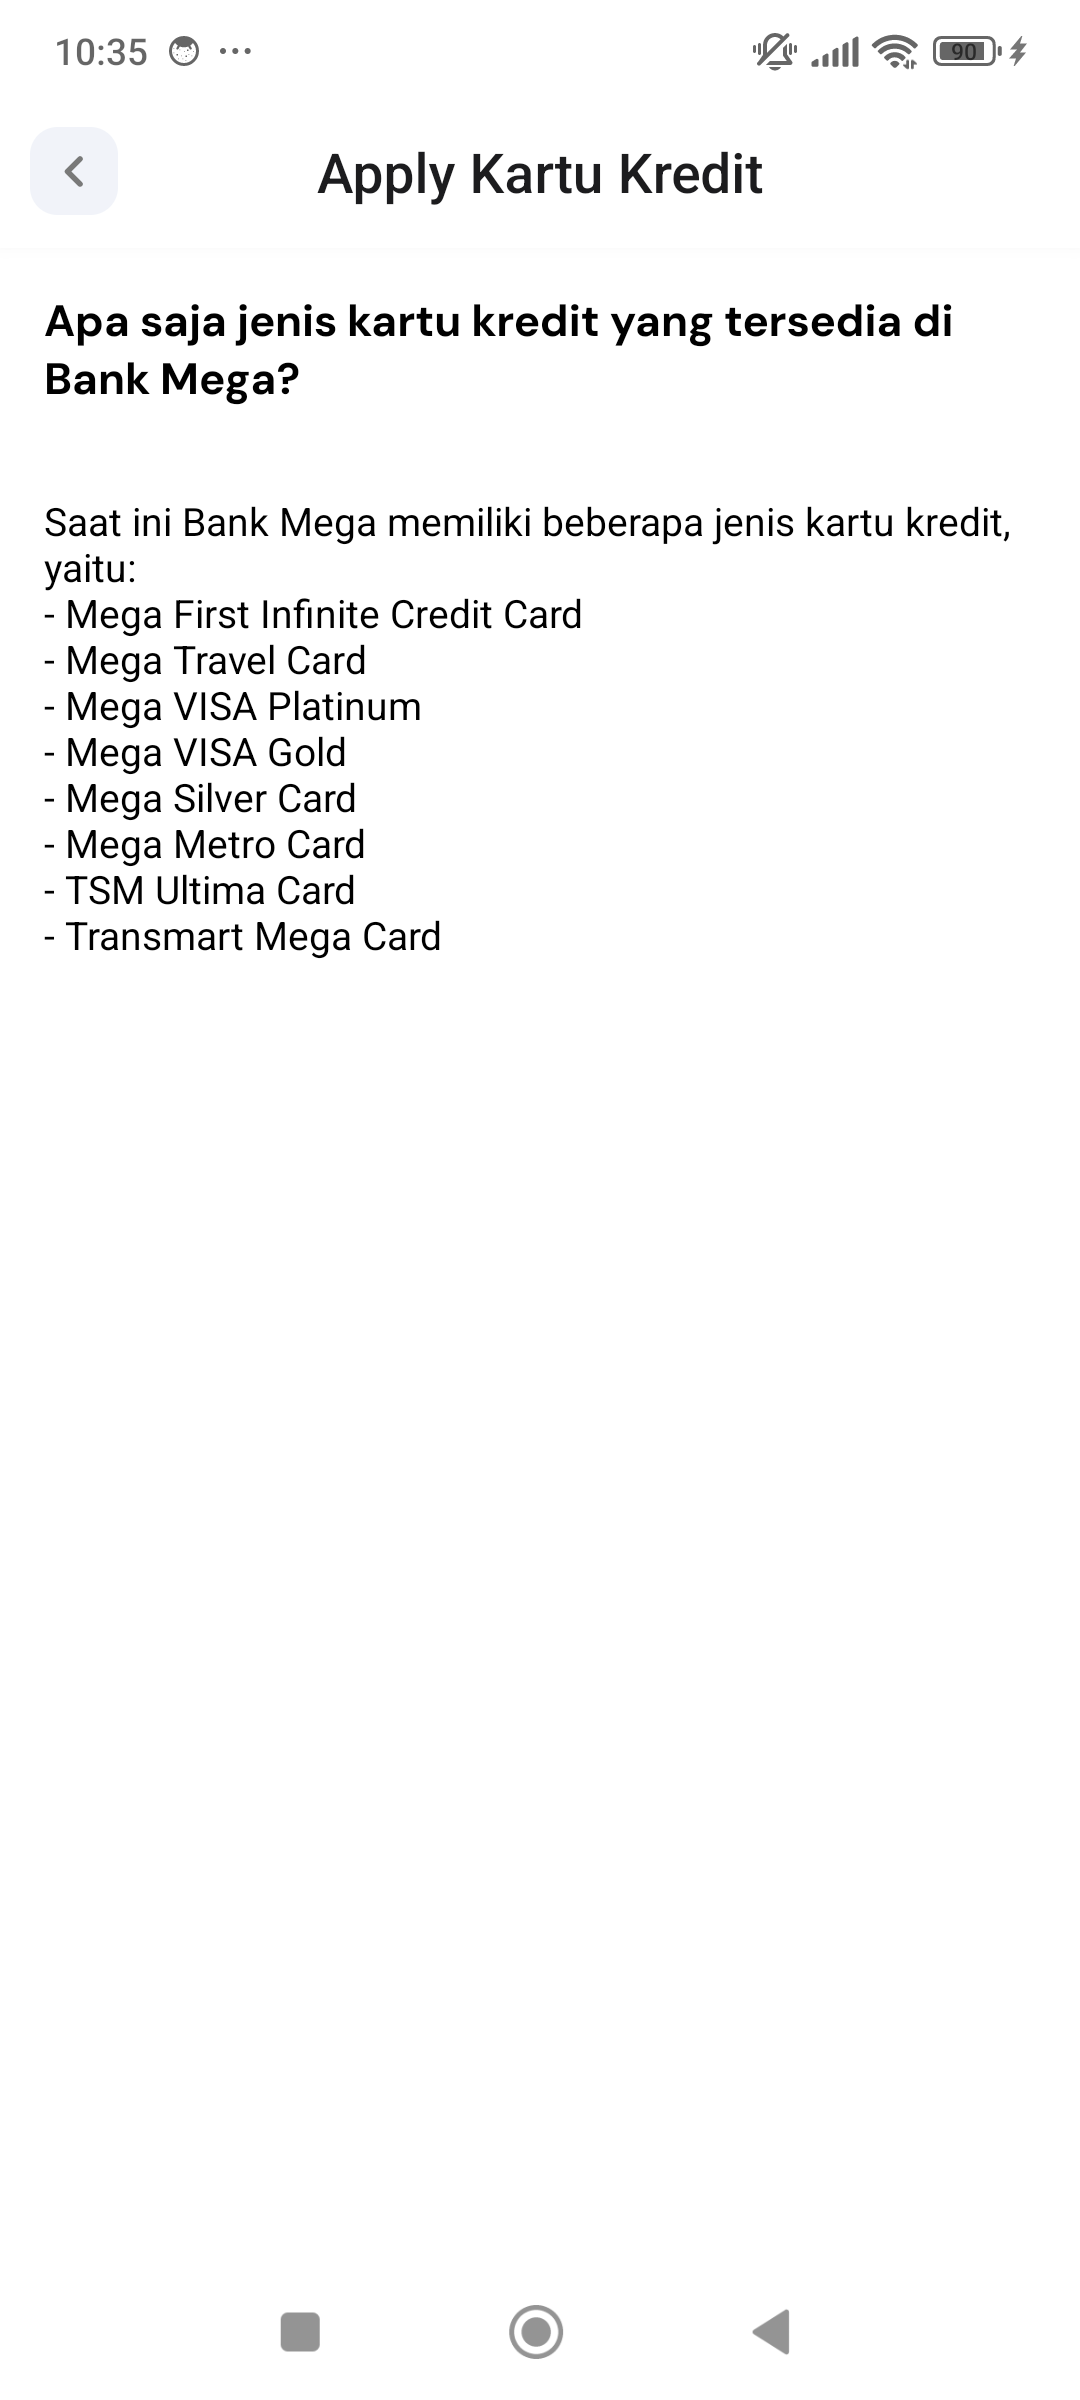 10:35
90
Apply Kartu Kredit
Apa saja jenis kartu kredit yang tersedia di
Bank Mega?
Saat ini Bank Mega memiliki beberapa jenis kartu kredit,
yaitu:
- Mega First Infinite Credit Card
- Mega Travel Card
- Mega VISA Platinum
- Mega VISA Gold
- Mega Silver Card
- Mega Metro Card
- TSM Ultima Card
- Transmart Mega Card